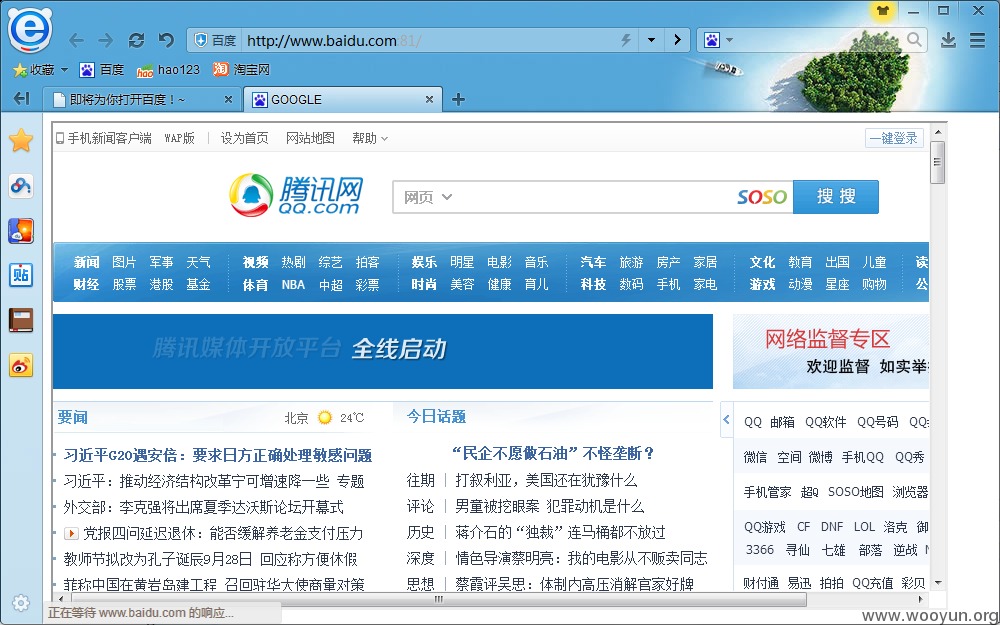 百度 http://www.baidu.com:81/
收藏 百度 hao123 淘宝网
即将为你打开百度！~ GOOGLE
手机新闻客户端 WAP版 设为首页 网站地图 帮助 一键登录
腾讯网 QQ.com 网页 SOSO 搜搜
新闻 图片 军事 天气 视频 热剧 综艺 拍客 娱乐 明星 电影 音乐 汽车 旅游 房产 家居 文化 教育 出国 儿童 读
财经 股票 港股 基金 体育 NBA 中超 彩票 时尚 美容 健康 育儿 科技 数码 手机 家电 游戏 动漫 星座 购物 公
腾讯媒体开放平台 全线启动
网络监督专区
欢迎监督 如实举
要闻 北京 24℃
习近平G20遇安倍：要求日方正确处理敏感问题
习近平：推动经济结构改革宁可增速降一些 专题
外交部：李克强将出席夏季达沃斯论坛开幕式
党报四问延迟退休：能否缓解养老金支付压力
教师节拟改为孔子诞辰9月28日 回应称方便休假
菲称中国在黄岩岛建工程 召回驻华大使商量对策
今日话题
“民企不愿做石油”不怪垄断？
往期 打叙利亚，美国还在犹豫什么
评论 男童被挖眼案 犯罪动机是什么
历史 蒋介石的“独裁”连马桶都不放过
深度 情色导演蔡明亮：我的电影从不贩卖同志
思想 蔡霞评吴思：体制内高压消解官家好牌
QQ 邮箱 QQ软件 QQ号码 QQ
微信 空间 微博 手机QQ QQ秀
手机管家 超Q SOSO地图 浏览器
QQ游戏 CF DNF LOL 洛克 御
3366 寻仙 七雄 部落 逆战
财付通 易迅 拍拍 QQ充值 彩贝
正在等待 www.baidu.com 的响应...
www.wooyun.org
贴